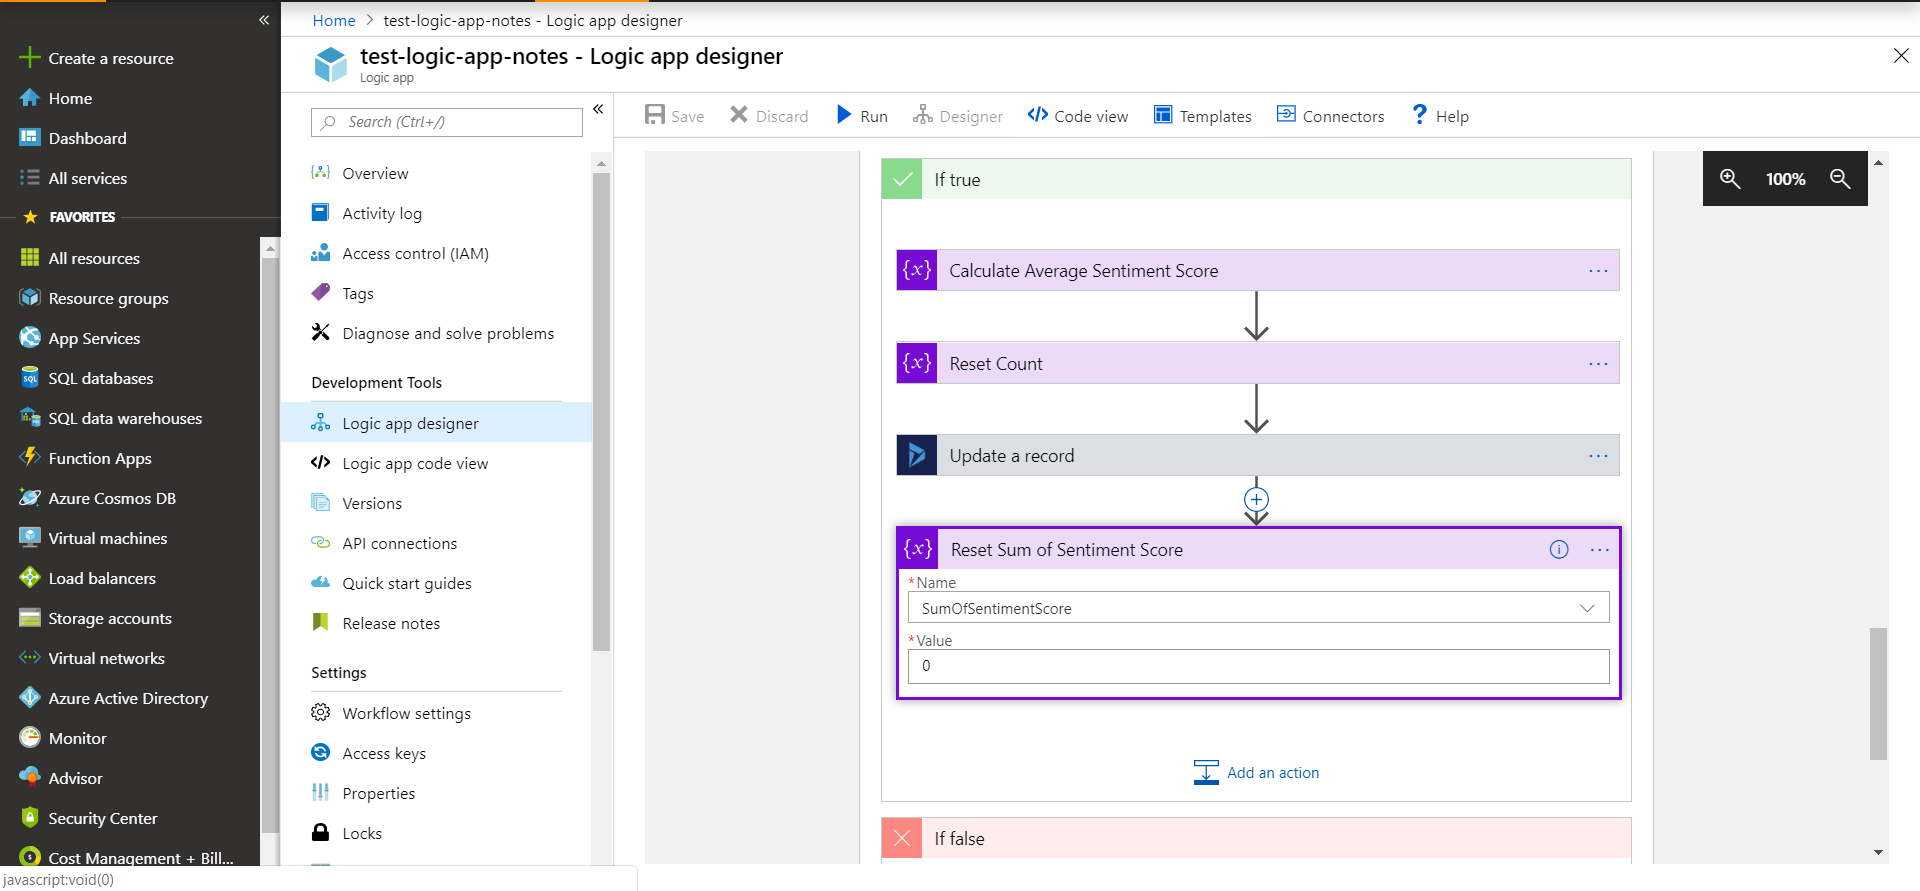 Home > test-logic-app-notes - Logic app designer
test-logic-app-notes - Logic app designer
Logic app
Create a resource
Home
Dashboard
All services
FAVORITES
All resources
Resource groups
App Services
SQL databases
SQL data warehouses
Function Apps
Azure Cosmos DB
Virtual machines
Load balancers
Storage accounts
Virtual networks
Azure Active Directory
Monitor
Advisor
Security Center
Cost Management + Bill...
javascript:void(0)
Search (Ctrl+/)
Overview
Activity log
Access control (IAM)
Tags
Diagnose and solve problems
Development Tools
Logic app designer
Logic app code view
Versions
API connections
Quick start guides
Release notes
Settings
Workflow settings
Access keys
Properties
Locks
Save Discard Run Designer Code view Templates Connectors Help
100%
If true
{x} Calculate Average Sentiment Score
{x} Reset Count
Update a record
{x} Reset Sum of Sentiment Score
*Name
SumOfSentimentScore
*Value
0
Add an action
If false